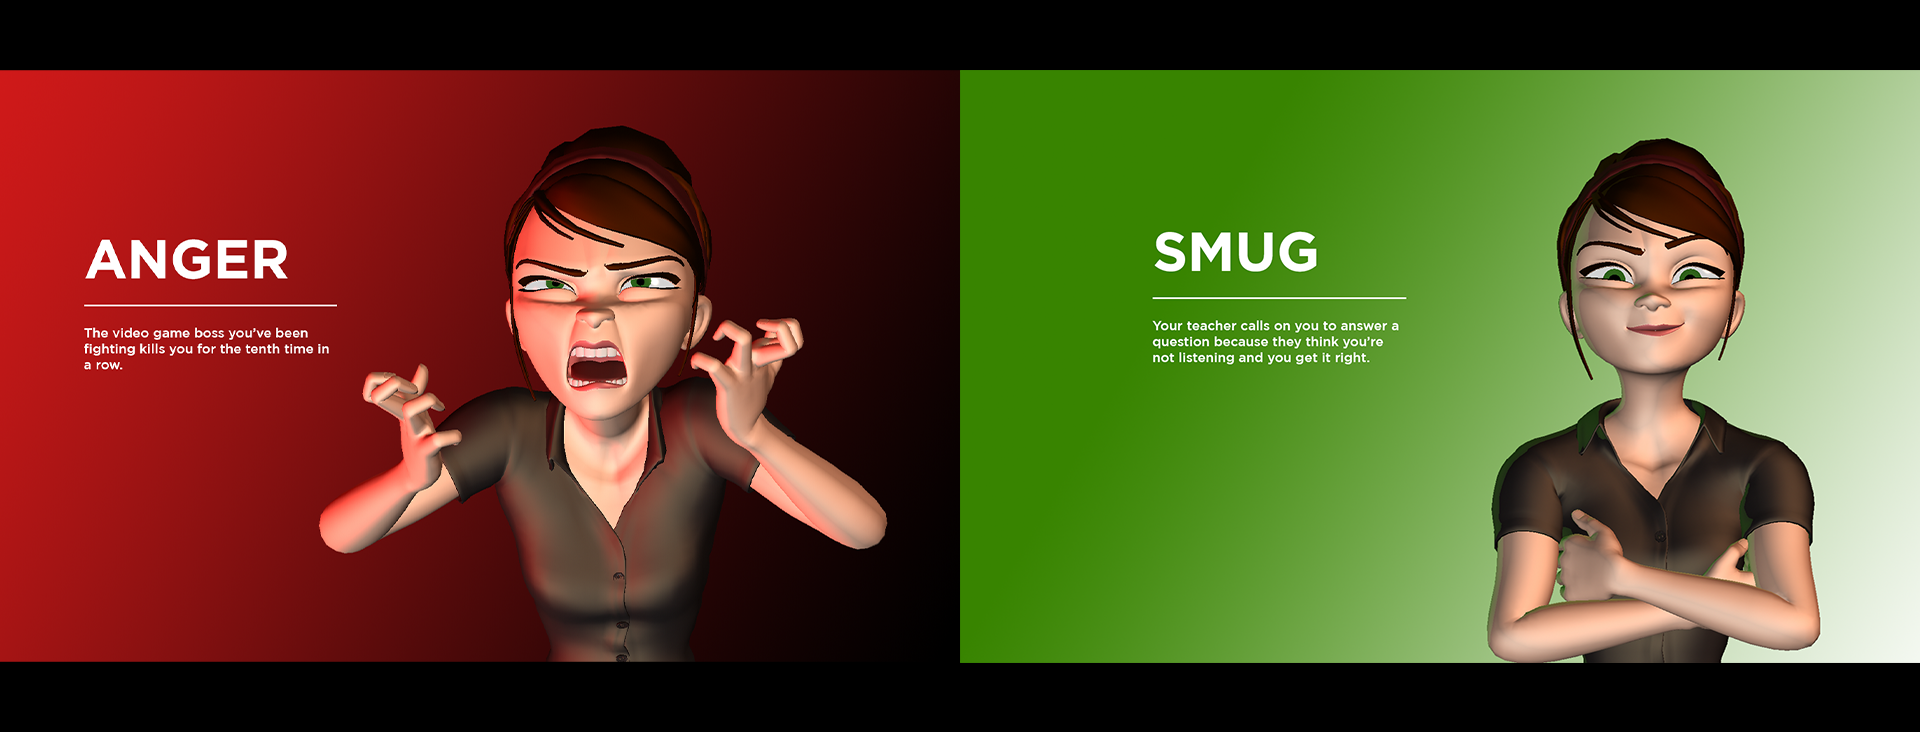 ANGER
The video game boss you've been
fighting kills you for the tenth time in
a row.
SMUG
Your teacher calls on you to answer a
question because they think you're
not listening and you get it right.